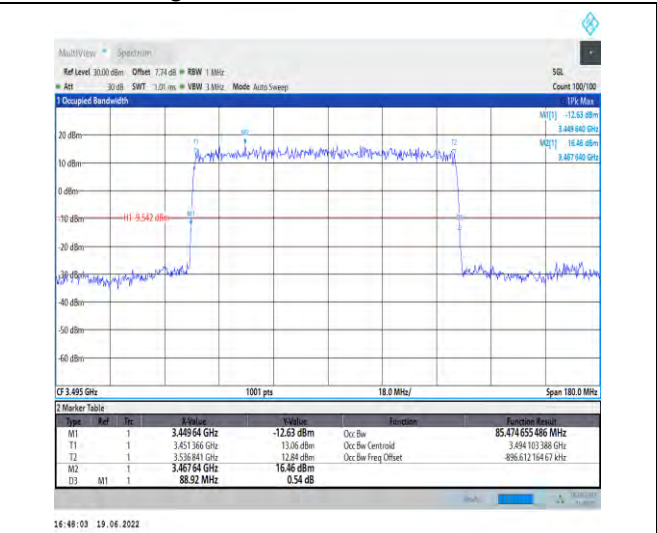 MultiView Spectrum
Ref Level 30.00 dBm Offset 7.74 dB RBW 1 MHz SGL
Att 30 dB SWT 1.01 ms VBW 3 MHz Mode Auto Sweep Count 100/100
1 Occupied Bandwidth 1Pk Max
M1[1] -12.63 dBm
3.449 640 GHz
20 dBm M2[1] 16.46 dBm
3.467 640 GHz
T1 M2 T2
10 dBm
0 dBm
-10 dBm H1 -9.542 dBm M1
-20 dBm
-30 dBm
-40 dBm
-50 dBm
-60 dBm
CF 3.495 GHz 1001 pts 18.0 MHz/ Span 180.0 MHz
2 Marker Table
Type Ref Trc X-Value Y-Value Function Function Result
M1 1 3.449 64 GHz -12.63 dBm Occ Bw 85.474 655 486 MHz
T1 1 3.451 366 GHz 13.06 dBm Occ Bw Centroid 3.494 103 388 GHz
T2 1 3.536 841 GHz 12.84 dBm Occ Bw Freq Offset -896.612 164 67 kHz
M2 1 3.467 64 GHz 16.46 dBm
D3 M1 1 88.92 MHz 0.54 dB
16:48:03 19.06.2022